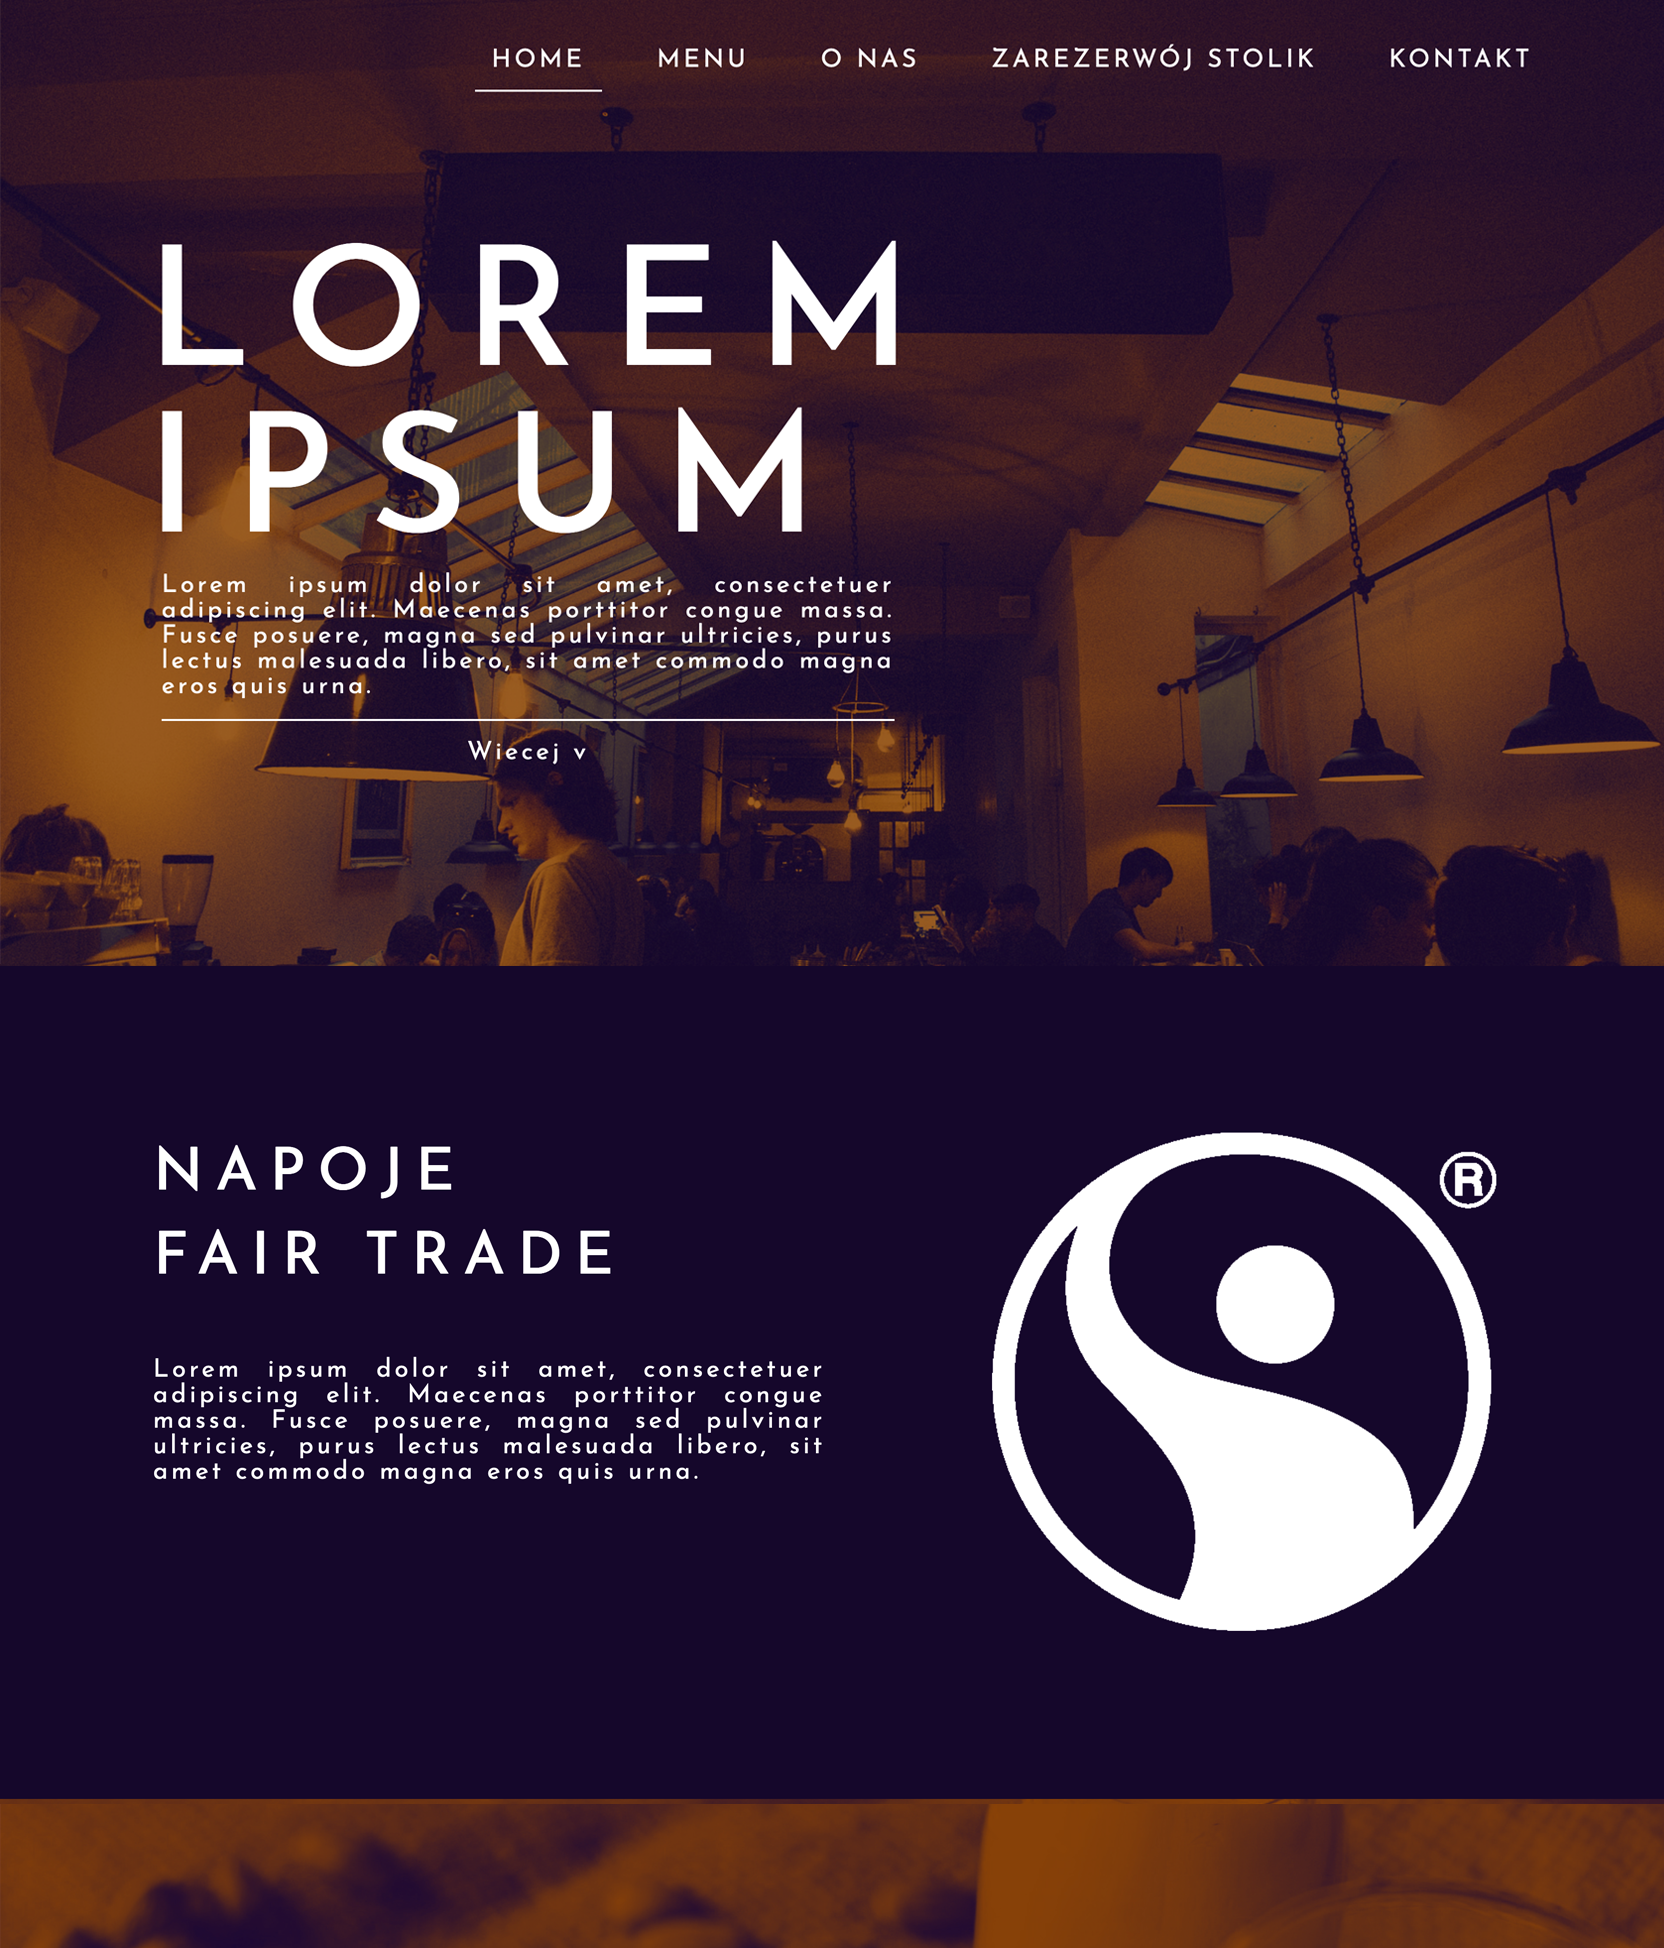 HOME MENU O NAS ZAREZERWÓJ STOLIK KONTAKT
LOREM
IPSUM
Lorem ipsum dolor sit amet, consectetuer
adipiscing elit. Maecenas porttitor congue massa.
Fusce posuere, magna sed pulvinar ultricies, purus
lectus malesuada libero, sit amet commodo magna
eros quis urna.
Wiecej v
NAPOJE
FAIR TRADE
®
Lorem ipsum dolor sit amet, consectetuer
adipiscing elit. Maecenas porttitor congue
massa. Fusce posuere, magna sed pulvinar
ultricies, purus lectus malesuada libero, sit
amet commodo magna eros quis urna.